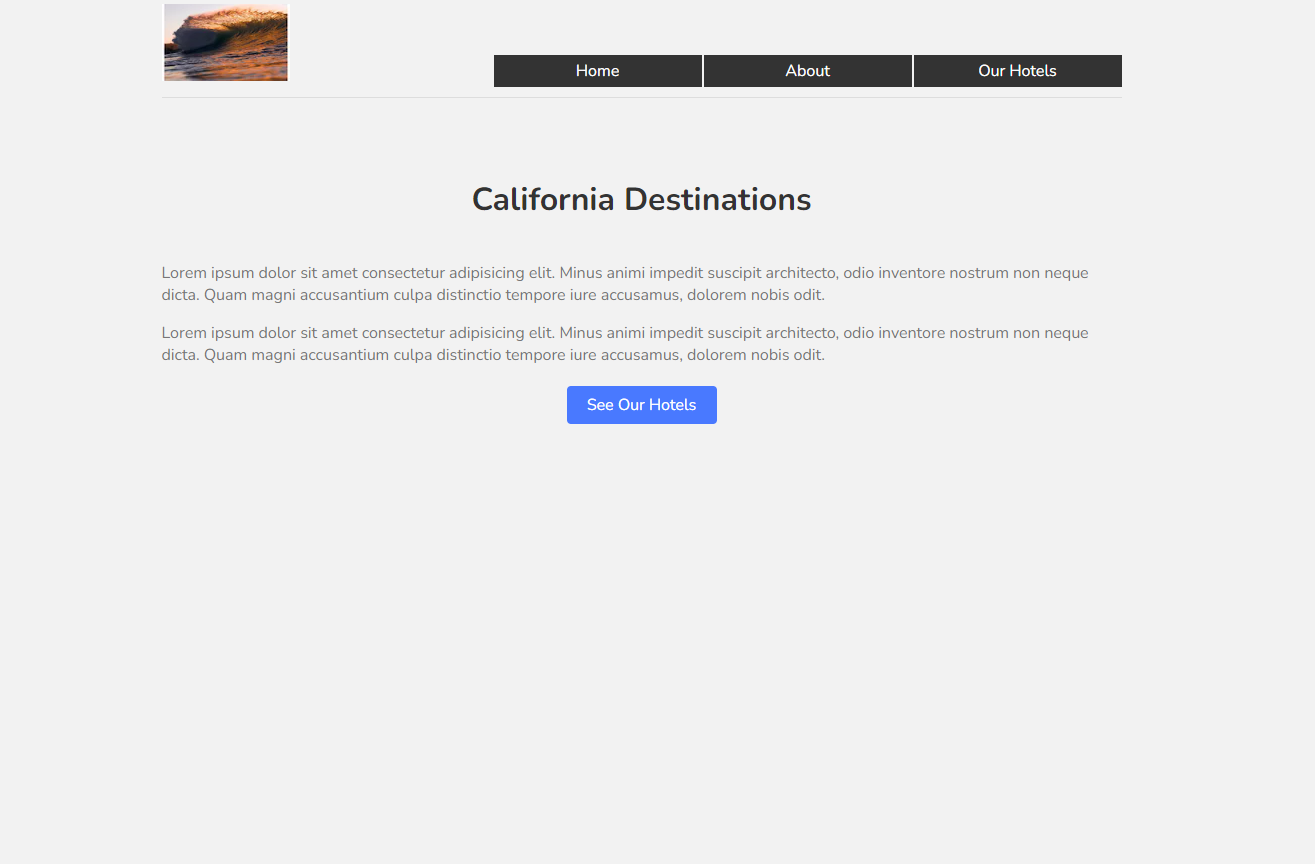 Home About Our Hotels
California Destinations
Lorem ipsum dolor sit amet consectetur adipisicing elit. Minus animi impedit suscipit architecto, odio inventore nostrum non neque
dicta. Quam magni accusantium culpa distinctio tempore iure accusamus, dolorem nobis odit.
Lorem ipsum dolor sit amet consectetur adipisicing elit. Minus animi impedit suscipit architecto, odio inventore nostrum non neque
dicta. Quam magni accusantium culpa distinctio tempore iure accusamus, dolorem nobis odit.
See Our Hotels